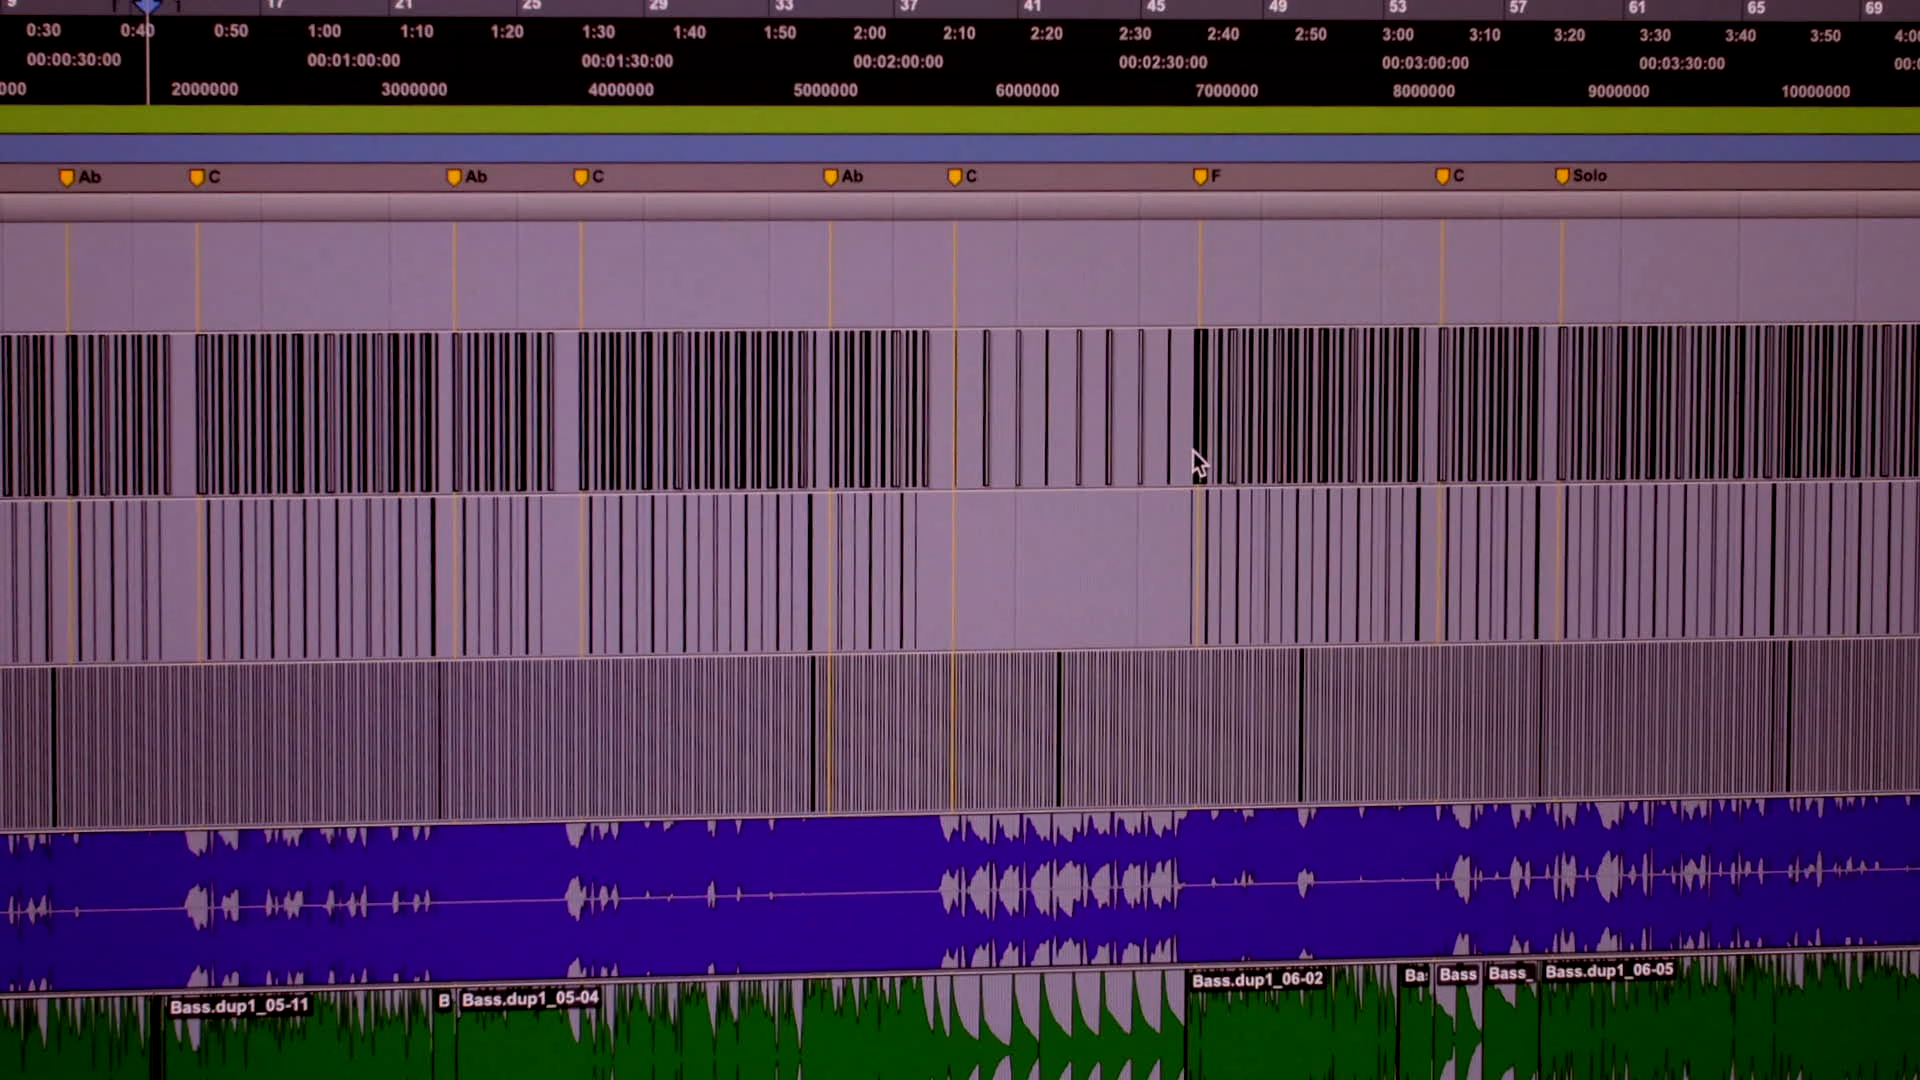 9 17 21 25 29 33 37 41 45 49 53 57 61 65 69
0:30 0:40 0:50 1:00 1:10 1:20 1:30 1:40 1:50 2:00 2:10 2:20 2:30 2:40 2:50 3:00 3:10 3:20 3:30 3:40 3:50 4:00
00:00:30:00 00:01:00:00 00:01:30:00 00:02:00:00 00:02:30:00 00:03:00:00 00:03:30:00 00:
000 2000000 3000000 4000000 5000000 6000000 7000000 8000000 9000000 10000000
Ab C Ab C Ab C F C Solo
Bass.dup1_05-11 B Bass.dup1_05-04 Bass.dup1_06-02 Ba Bass Bass_ Bass.dup1_06-05